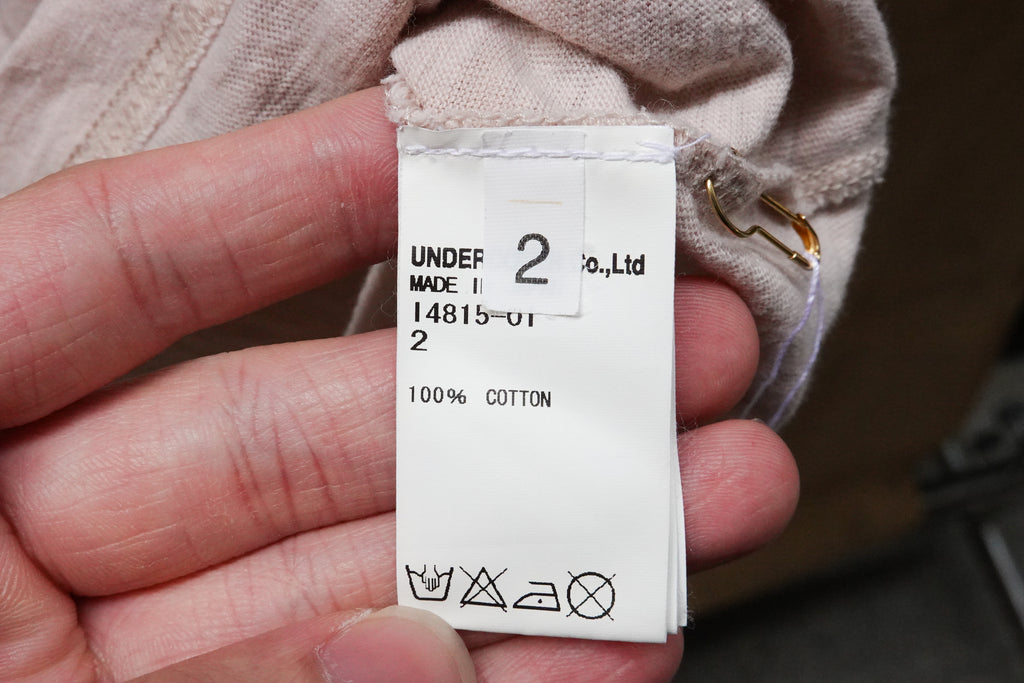 2
UNDER Co.,Ltd
MADE I
14815-01
2
100% COTTON